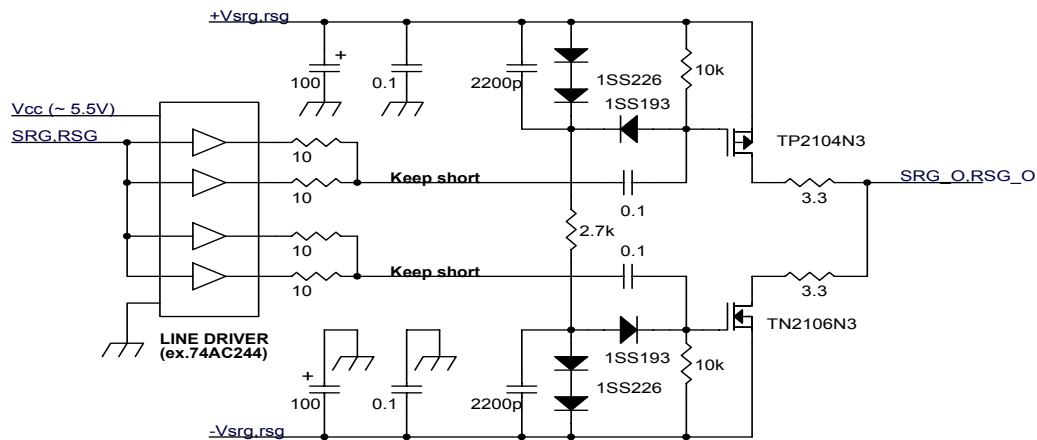 +Vsrg,rsg
+
100
0.1
2200p
1SS226
1SS193
10k
TP2104N3
Vcc (~ 5.5V)
SRG,RSG
10
10
Keep short
0.1
3.3
SRG_O,RSG_O
2.7k
10
10
Keep short
0.1
3.3
TN2106N3
LINE DRIVER
(ex.74AC244)
1SS193
10k
1SS226
+
100
0.1
2200p
-Vsrg,rsg